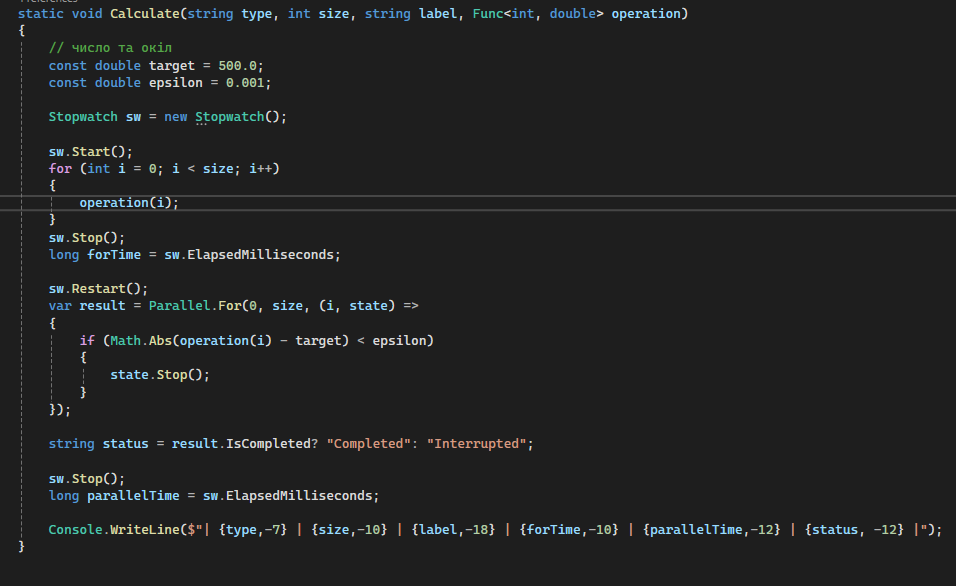 static void Calculate(string type, int size, string label, Func<int, double> operation)
{
// число та окіл
const double target = 500.0;
const double epsilon = 0.001;
Stopwatch sw = new Stopwatch();
sw.Start();
for (int i = 0; i < size; i++)
{
operation(i);
}
sw.Stop();
long forTime = sw.ElapsedMilliseconds;
sw.Restart();
var result = Parallel.For(0, size, (i, state) =>
{
if (Math.Abs(operation(i) - target) < epsilon)
{
state.Stop();
}
});
string status = result.IsCompleted? "Completed": "Interrupted";
sw.Stop();
long parallelTime = sw.ElapsedMilliseconds;
Console.WriteLine($"| {type,-7} | {size,-10} | {label,-18} | {forTime,-10} | {parallelTime,-12} | {status, -12} |");
}